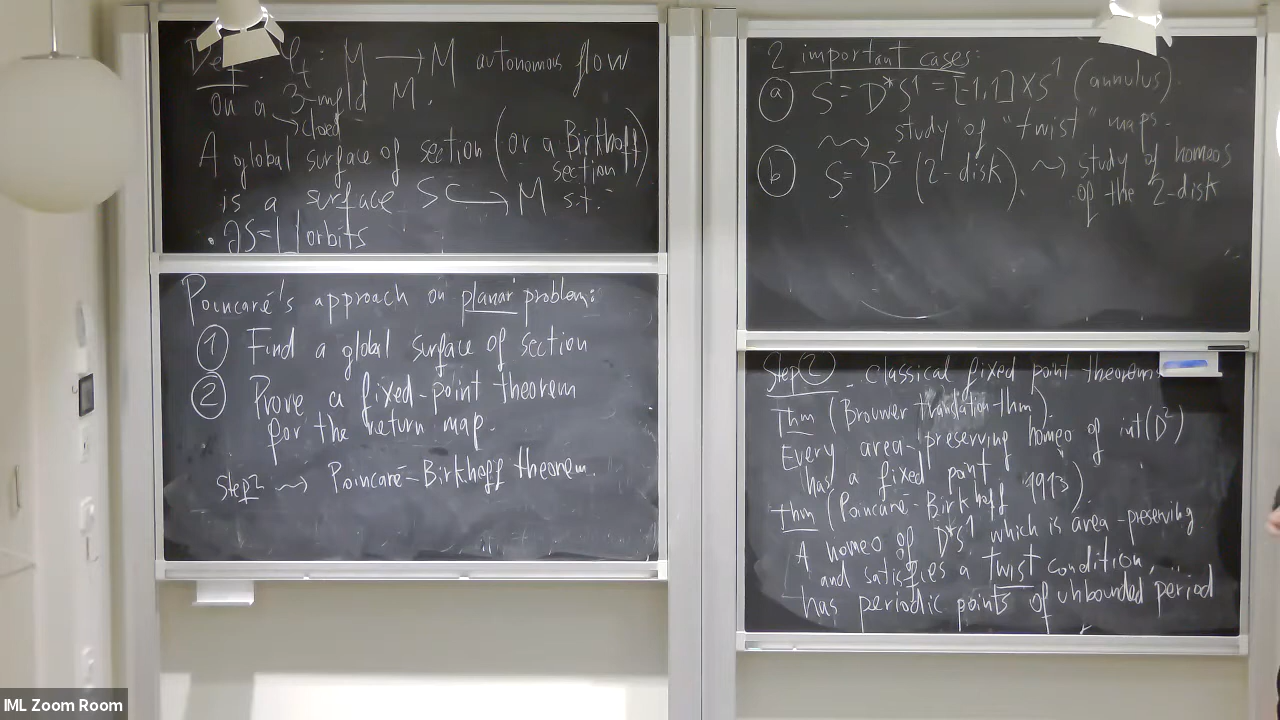 Def: φ_t: M → M autonomous flow
on a 3-mfld M.
closed
A global surface of section (or a Birkhoff
section)
is a surface S ↪ M s.t.
• ∂S = ⊔ orbits
Poincaré's approach on planar problem:
① Find a global surface of section
② Prove a fixed-point theorem
for the return map.
Step 2 ⇝ Poincaré-Birkhoff theorem.
2 important cases:
ⓐ S = D*S¹ = [-1,1] × S¹ (annulus).
⇝ study of "twist" maps.
ⓑ S = D² (2-disk). ⇝ study of homeos
of the 2-disk
Step ② - Classical fixed point theorems
Thm (Brouwer translation thm).
Every area-preserving homeo of int(D²)
has a fixed point
Thm (Poincaré-Birkhoff 1913).
A homeo of D*S¹ which is area-preserving
and satisfies a twist condition, ...
has periodic points of unbounded period
IML Zoom Room